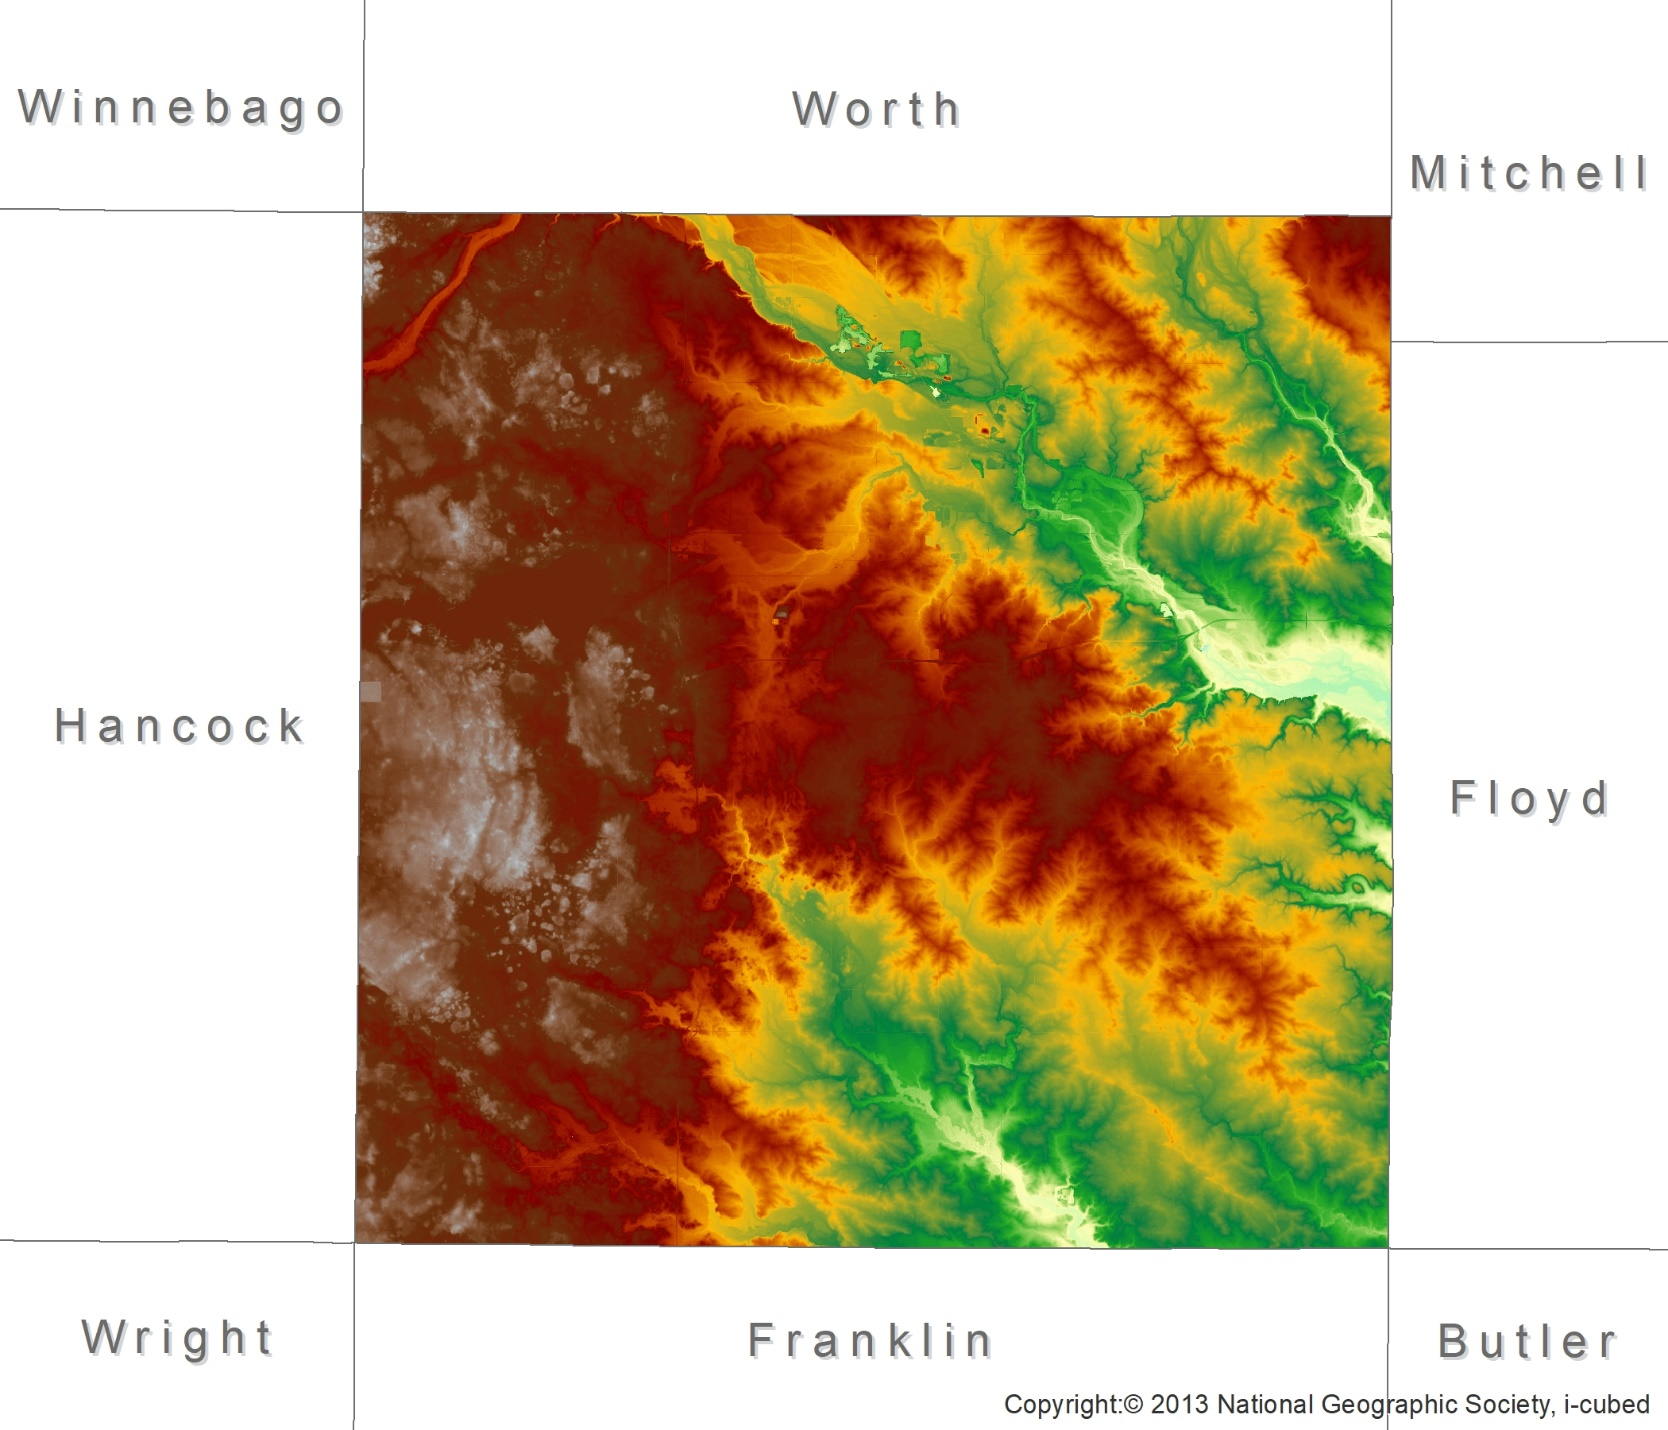 Winnebago
Worth
Mitchell
Hancock
Floyd
Wright
Franklin
Butler
Copyright:© 2013 National Geographic Society, i-cubed